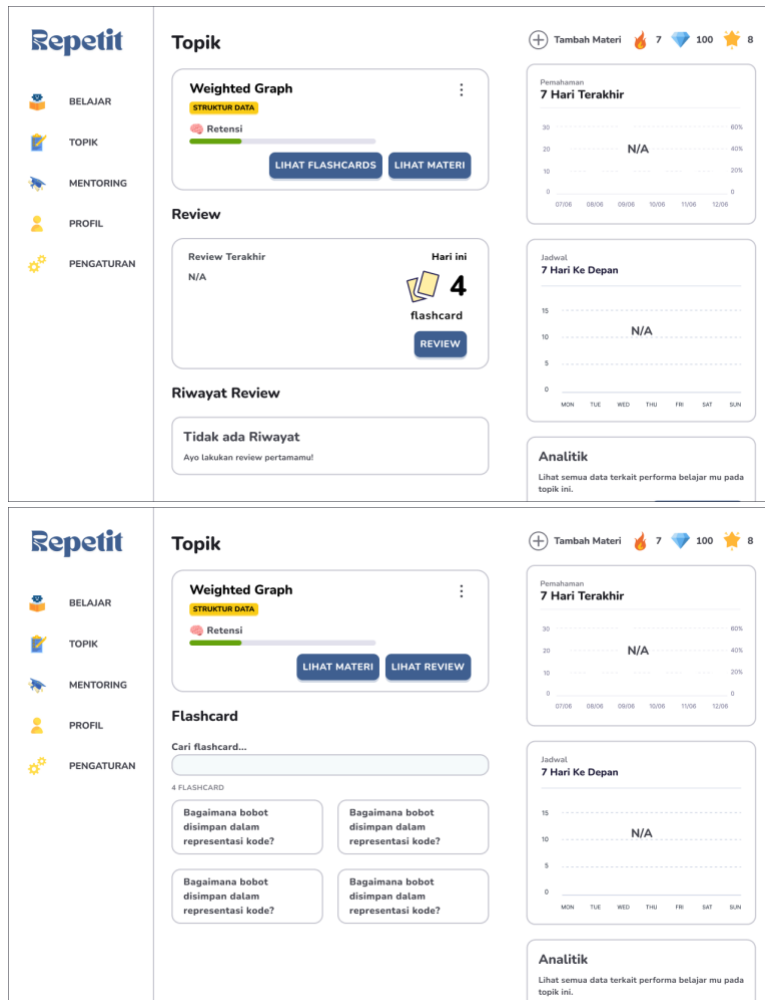 Repetit
BELAJAR
TOPIK
MENTORING
PROFIL
PENGATURAN
Topik
Weighted Graph
STRUKTUR DATA
Retensi
LIHAT FLASHCARDS
LIHAT MATERI
Review
Review Terakhir
N/A
Hari ini
4
flashcard
REVIEW
Riwayat Review
Tidak ada Riwayat
Ayo lakukan review pertamamu!
Tambah Materi
7
100
8
Pemahaman
7 Hari Terakhir
30
20
10
0
N/A
60%
40%
20%
0
07/06 08/06 09/06 10/06 11/06 12/06
Jadwal
7 Hari Ke Depan
15
10
5
0
N/A
MON TUE WED THU FRI SAT SUN
Analitik
Lihat semua data terkait performa belajar mu pada
topik ini.
Repetit
BELAJAR
TOPIK
MENTORING
PROFIL
PENGATURAN
Topik
Weighted Graph
STRUKTUR DATA
Retensi
LIHAT MATERI
LIHAT REVIEW
Flashcard
Cari flashcard...
4 FLASHCARD
Bagaimana bobot
disimpan dalam
representasi kode?
Bagaimana bobot
disimpan dalam
representasi kode?
Bagaimana bobot
disimpan dalam
representasi kode?
Bagaimana bobot
disimpan dalam
representasi kode?
Tambah Materi
7
100
8
Pemahaman
7 Hari Terakhir
30
20
10
0
N/A
60%
40%
20%
0
07/06 08/06 09/06 10/06 11/06 12/06
Jadwal
7 Hari Ke Depan
15
10
5
0
N/A
MON TUE WED THU FRI SAT SUN
Analitik
Lihat semua data terkait performa belajar mu pada
topik ini.